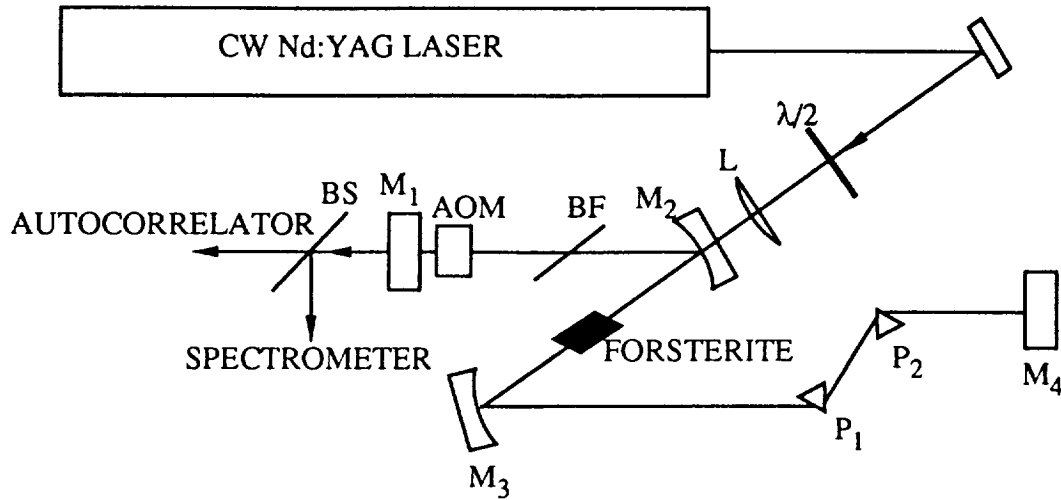 CW Nd:YAG LASER
λ/2
L
M2
BF
AOM
M1
BS
AUTOCORRELATOR
SPECTROMETER
FORSTERITE
P2
M4
P1
M3